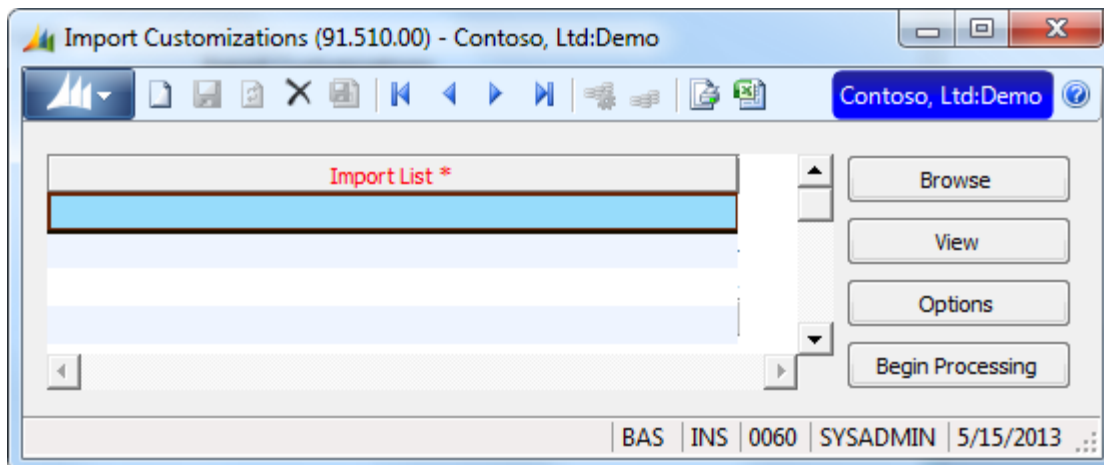 Import Customizations (91.510.00) - Contoso, Ltd:Demo
Contoso, Ltd:Demo
Import List *
Browse
View
Options
Begin Processing
BAS INS 0060 SYSADMIN 5/15/2013